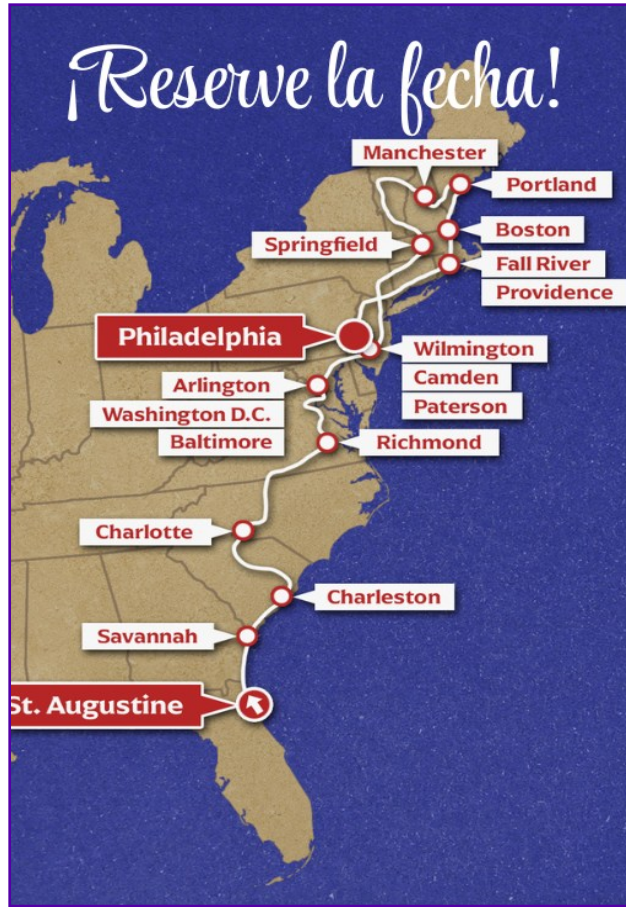 ¡Reserve la fecha!
Manchester
Portland
Boston
Springfield
Fall River
Providence
Philadelphia
Wilmington
Arlington
Camden
Washington D.C.
Paterson
Baltimore
Richmond
Charlotte
Charleston
Savannah
St. Augustine